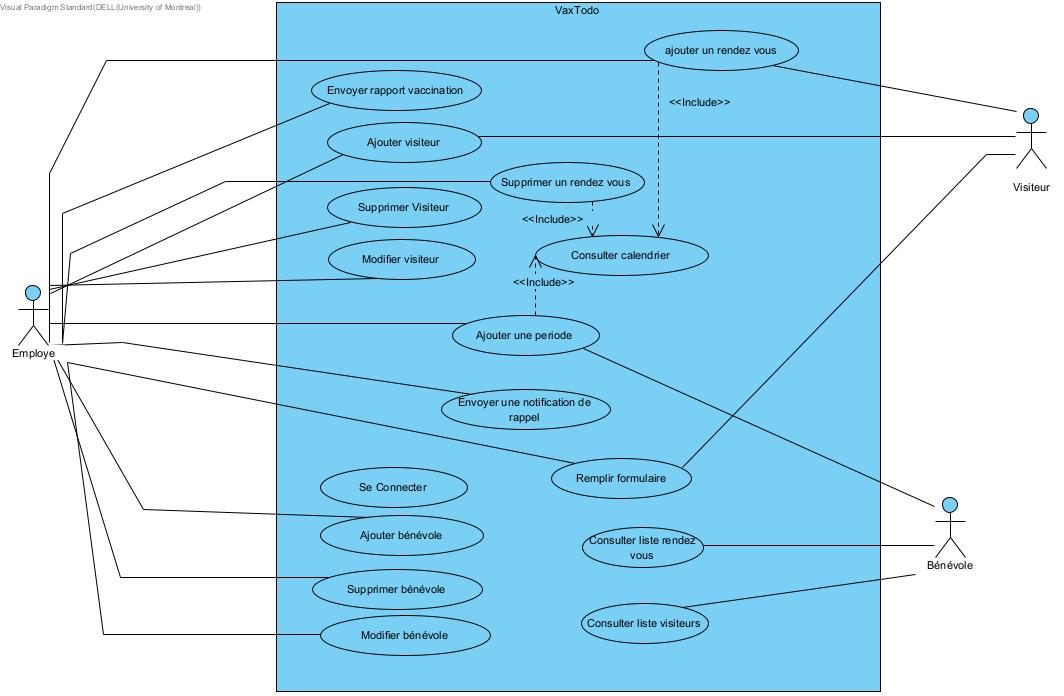 Visual Paradigm Standard(DELL(University of Montreal))
VaxTodo
ajouter un rendez vous
Envoyer rapport vaccination
<<Include>>
Ajouter visiteur
Visiteur
Supprimer un rendez vous
Supprimer Visiteur
<<Include>>
Modifier visiteur
Consulter calendrier
<<Include>>
Ajouter une periode
Employe
Envoyer une notification de
rappel
Remplir formulaire
Se Connecter
Ajouter bénévole
Consulter liste rendez
vous
Bénévole
Supprimer bénévole
Consulter liste visiteurs
Modifier bénévole